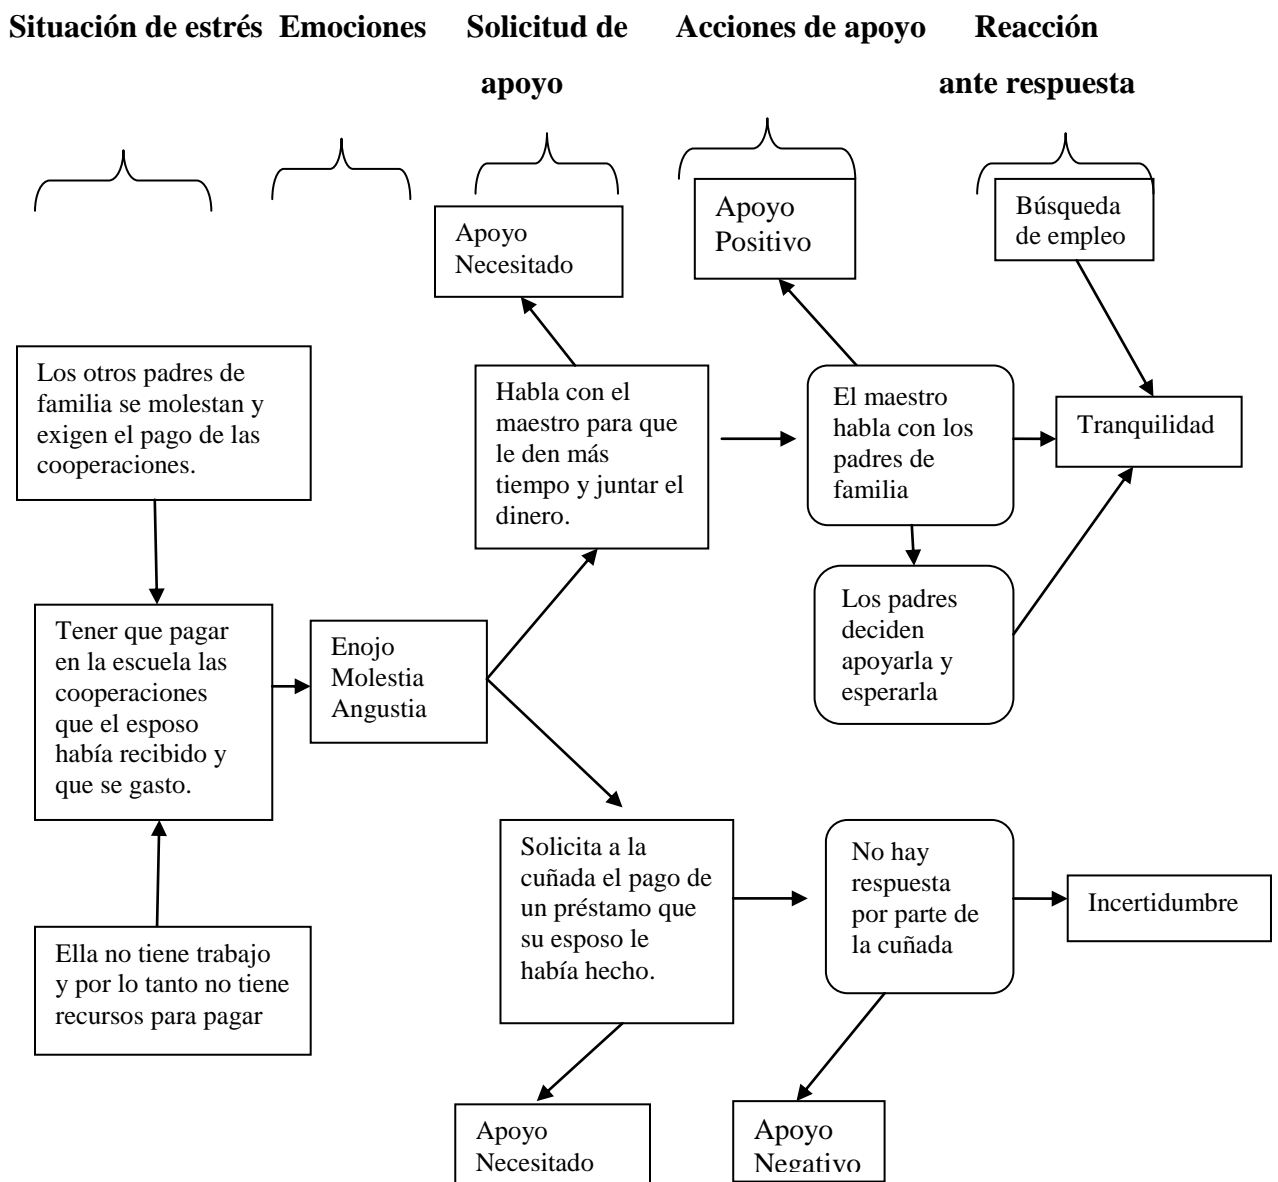 Situación de estrés Emociones Solicitud de apoyo Acciones de apoyo Reacción ante respuesta
Apoyo
Necesitado
Apoyo
Positivo
Búsqueda
de empleo
Los otros padres de
familia se molestan y
exigen el pago de las
cooperaciones.
Habla con el
maestro para que
le den más
tiempo y juntar el
dinero.
El maestro
habla con los
padres de
familia
Tranquilidad
Los padres
deciden
apoyarla y
esperarla
Tener que pagar
en la escuela las
cooperaciones
que el esposo
había recibido y
que se gasto.
Enojo
Molestia
Angustia
Solicita a la
cuñada el pago de
un préstamo que
su esposo le
había hecho.
No hay
respuesta
por parte de
la cuñada
Incertidumbre
Ella no tiene trabajo
y por lo tanto no tiene
recursos para pagar
Apoyo
Necesitado
Apoyo
Negativo